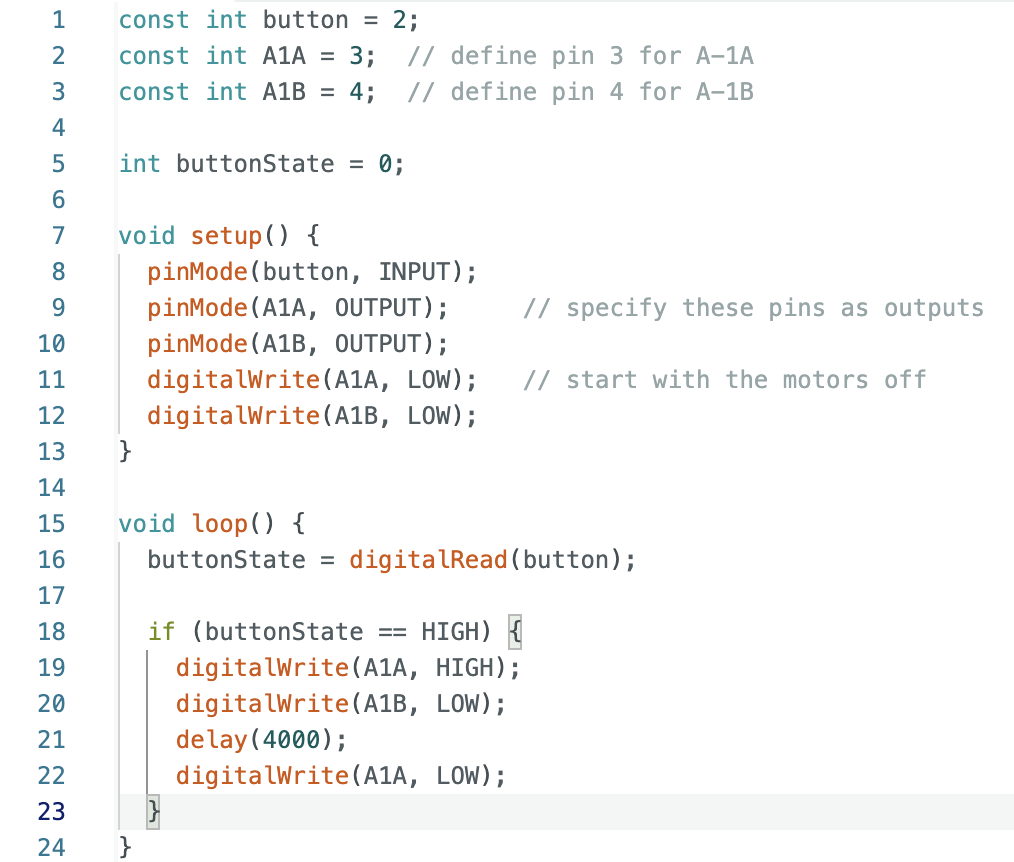 1 const int button = 2;
2 const int A1A = 3;  // define pin 3 for A-1A
3 const int A1B = 4;  // define pin 4 for A-1B
4
5 int buttonState = 0;
6
7 void setup() {
8   pinMode(button, INPUT);
9   pinMode(A1A, OUTPUT);     // specify these pins as outputs
10   pinMode(A1B, OUTPUT);
11   digitalWrite(A1A, LOW);   // start with the motors off
12   digitalWrite(A1B, LOW);
13 }
14
15 void loop() {
16   buttonState = digitalRead(button);
17
18   if (buttonState == HIGH) {
19     digitalWrite(A1A, HIGH);
20     digitalWrite(A1B, LOW);
21     delay(4000);
22     digitalWrite(A1A, LOW);
23   }
24 }